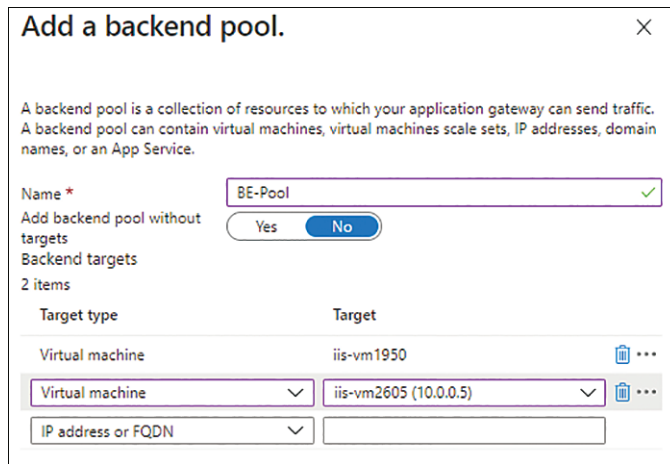 Add a backend pool.
A backend pool is a collection of resources to which your application gateway can send traffic.
A backend pool can contain virtual machines, virtual machines scale sets, IP addresses, domain
names, or an App Service.
Name * BE-Pool
Add backend pool without
targets Yes No
Backend targets
2 items
Target type Target
Virtual machine iis-vm1950
Virtual machine iis-vm2605 (10.0.0.5)
IP address or FQDN